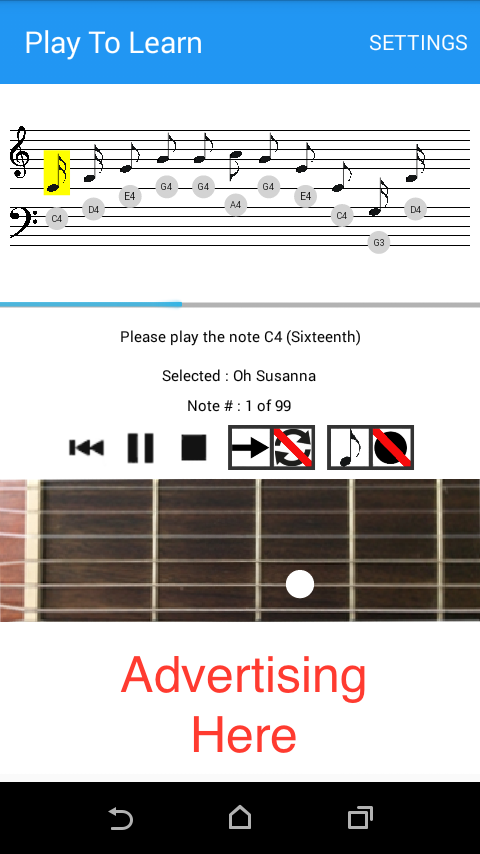 Play To Learn
SETTINGS
C4 D4 E4 G4 G4 A4 G4 E4 C4 G3 D4
Please play the note C4 (Sixteenth)
Selected : Oh Susanna
Note # : 1 of 99
Advertising
Here